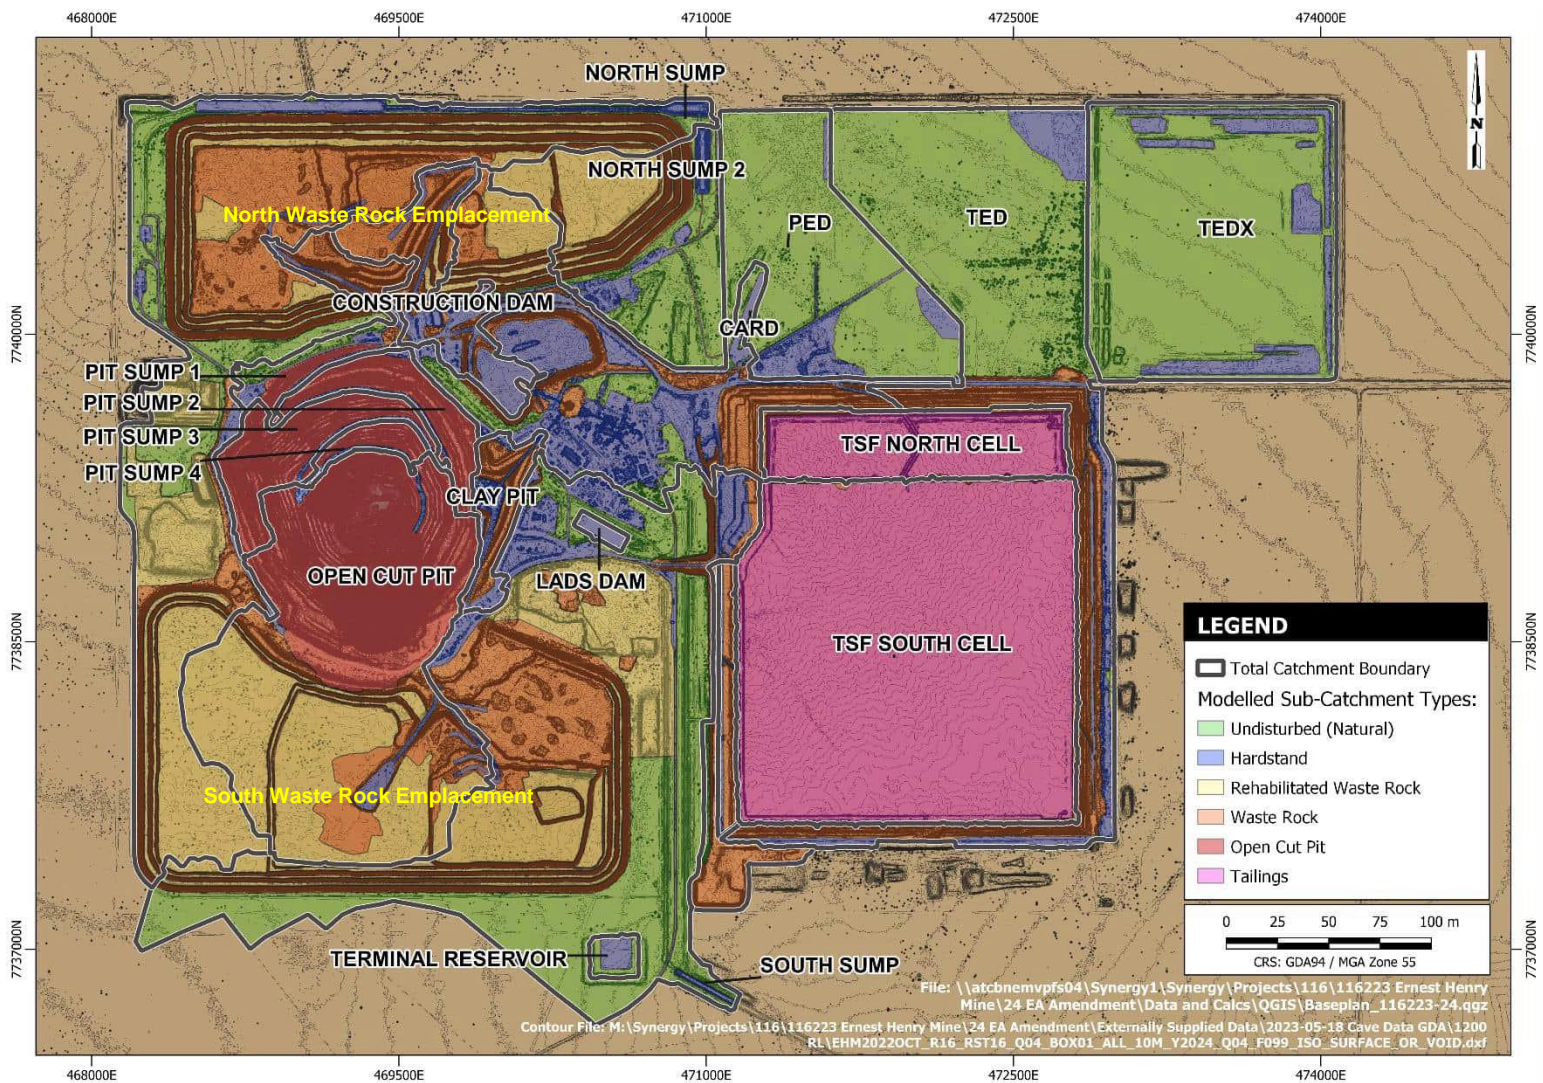 468000E
469500E
471000E
472500E
474000E
NORTH SUMP
N
NORTH SUMP 2
North Waste Rock Emplacement
PED
TED
TEDX
CONSTRUCTION DAM
CARD
7740000N
7740000N
PIT SUMP 1
PIT SUMP 2
PIT SUMP 3
PIT SUMP 4
TSF NORTH CELL
CLAY PIT
OPEN CUT PIT
LADS DAM
7738500N
7738500N
TSF SOUTH CELL
LEGEND
Total Catchment Boundary
Modelled Sub-Catchment Types:
Undisturbed (Natural)
Hardstand
Rehabilitated Waste Rock
Waste Rock
Open Cut Pit
Tailings
South Waste Rock Emplacement
0 25 50 75 100 m
CRS: GDA94 / MGA Zone 55
7737000N
7737000N
TERMINAL RESERVOIR
SOUTH SUMP
File: \\atcbnemvpfs04\Synergy1\Synergy\Projects\116\116223 Ernest Henry
Mine\24 EA Amendment\Data and Calcs\QGIS\Baseplan_116223-24.qgz
Contour File: M:\Synergy\Projects\116\116223 Ernest Henry Mine\24 EA Amendment\Externally Supplied Data\2023-05-18 Cave Data GDA\1200
RL\EHM2022OCT_R16_RST16_Q04_BOX01_ALL_10M_Y2024_Q04_F099_ISO_SURFACE_OR_VOID.dxf
468000E
469500E
471000E
472500E
474000E